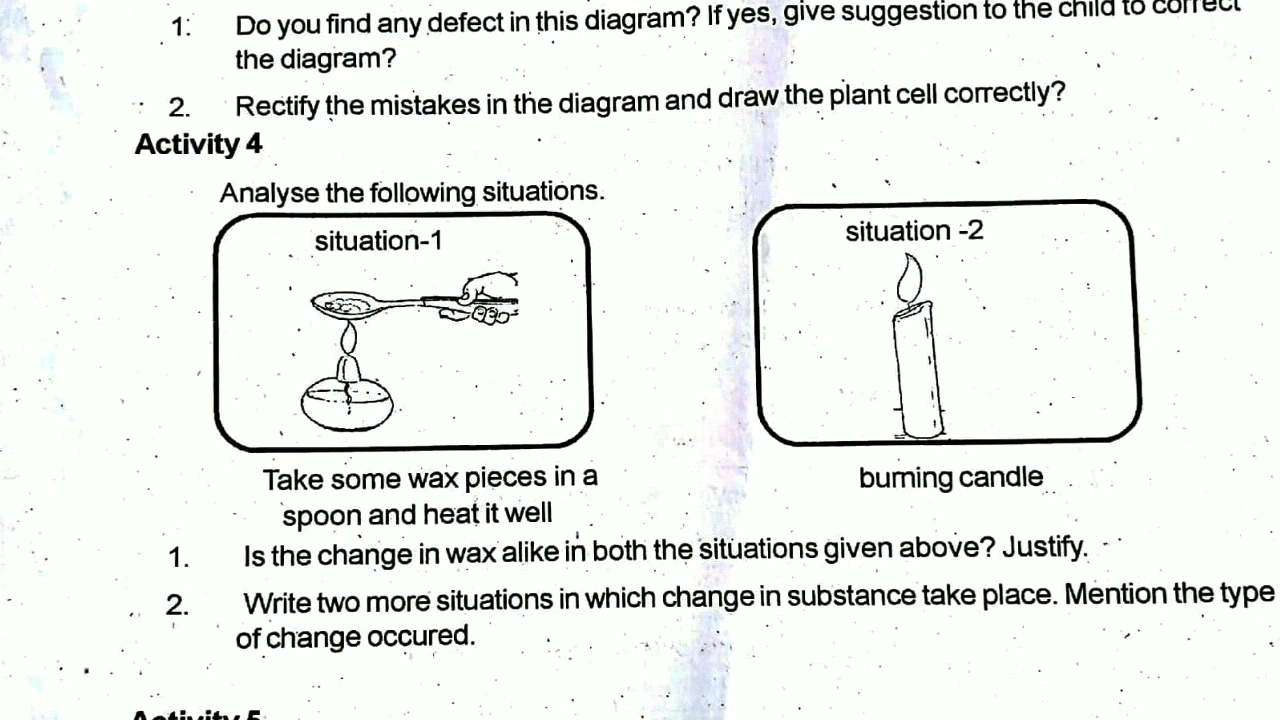 1. Do you find any defect in this diagram? If yes, give suggestion to the child to correct
the diagram?
2. Rectify the mistakes in the diagram and draw the plant cell correctly?
Activity 4
Analyse the following situations.
situation-1
Take some wax pieces in a
spoon and heat it well
situation -2
burning candle
1. Is the change in wax alike in both the situations given above? Justify.
2. Write two more situations in which change in substance take place. Mention the type
of change occured.
Activity 5